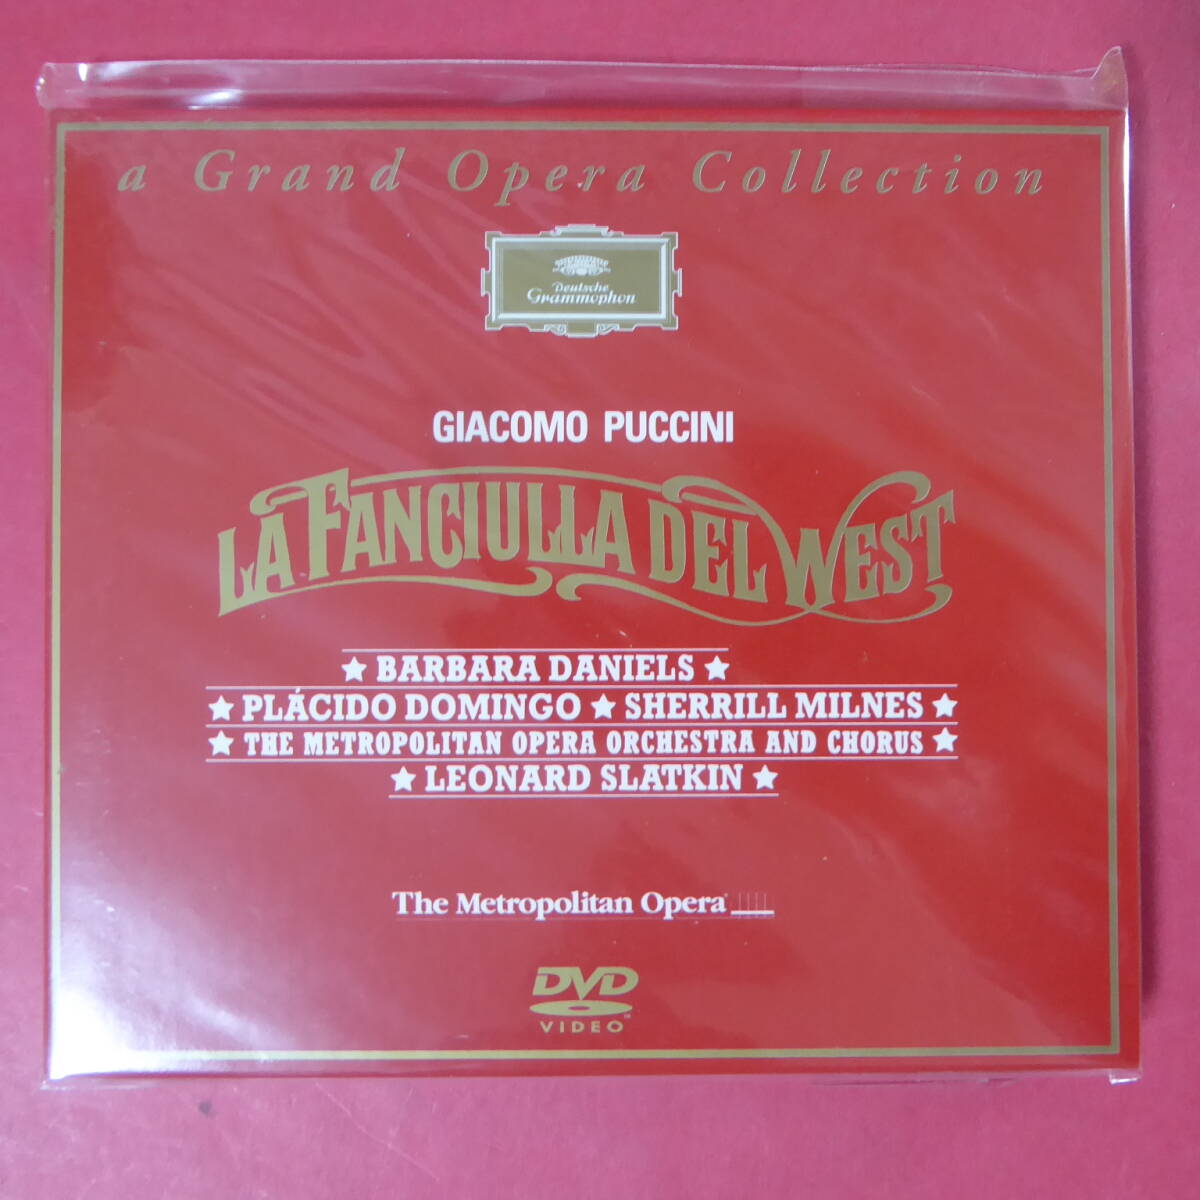 a Grand Opera Collection
Deutsche
Grammophon
GIACOMO PUCCINI
LA FANCIULLA DEL WEST
★ BARBARA DANIELS ★
★ PLÁCIDO DOMINGO ★ SHERRILL MILNES ★
★ THE METROPOLITAN OPERA ORCHESTRA AND CHORUS ★
★ LEONARD SLATKIN ★
The Metropolitan Opera
DVD
VIDEO™